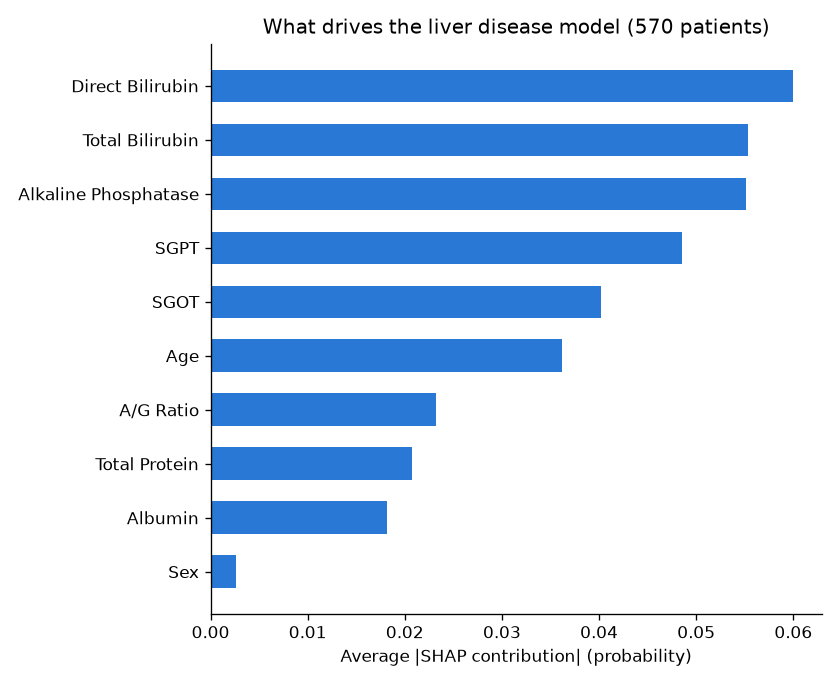 What drives the liver disease model (570 patients)
Direct Bilirubin
Total Bilirubin
Alkaline Phosphatase
SGPT
SGOT
Age
A/G Ratio
Total Protein
Albumin
Sex
0.00 0.01 0.02 0.03 0.04 0.05 0.06
Average |SHAP contribution| (probability)